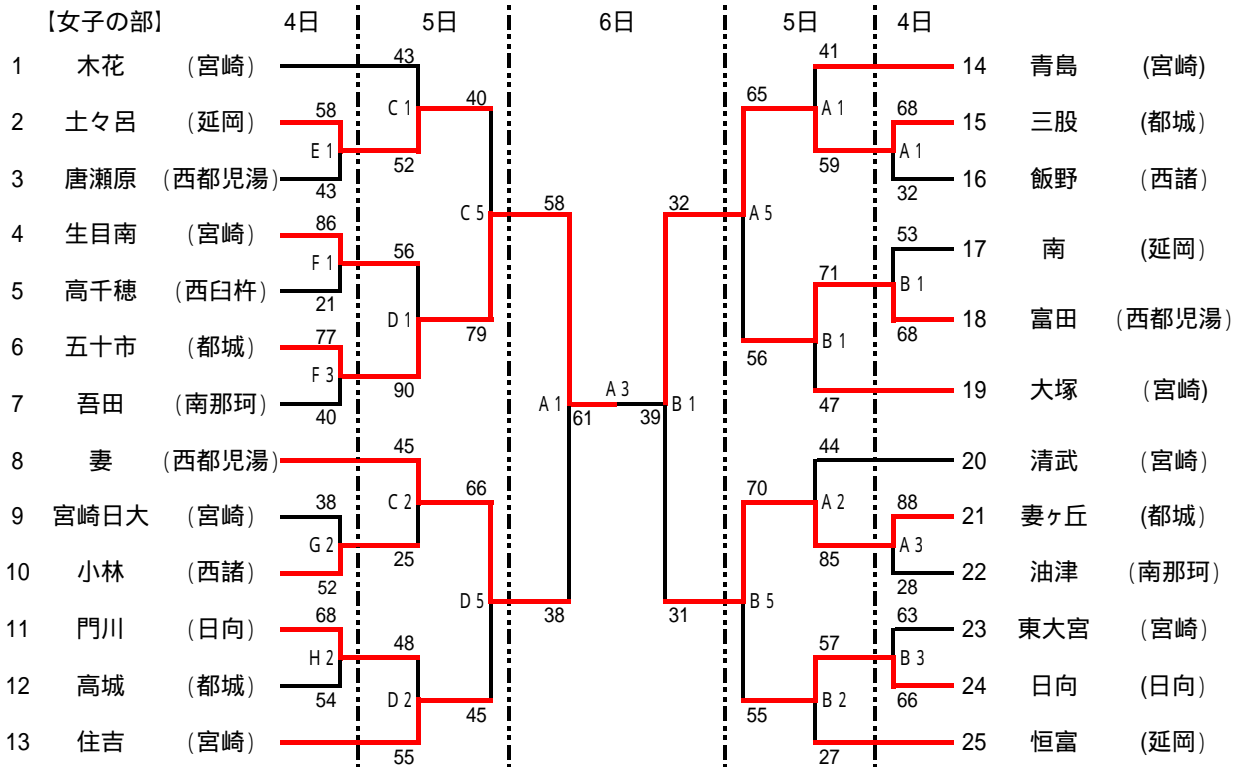 【女子の部】 4日 5日 6日 5日 4日
43 41
1 木花 (宮崎) 14 青島 (宮崎)
C1 40 65 A1
2 土々呂 (延岡) 58 68 15 三股 (都城)
E1 52 59 A1
3 唐瀬原 (西都児湯) 43 32 16 飯野 (西諸)
C5 58 32 A5
4 生目南 (宮崎) 86 53 17 南 (延岡)
F1 56 71 B1
5 高千穂 (西臼杵) 21 68 18 富田 (西都児湯)
D1 79 56 B1
6 五十市 (都城) 77
F3 90 47 19 大塚 (宮崎)
7 吾田 (南那珂) 40
A1 61 A3 39 B1
8 妻 (西都児湯) 45 44 20 清武 (宮崎)
C2 66 70 A2
9 宮崎日大 (宮崎) 38 88 21 妻ヶ丘 (都城)
G2 25 85 A3
10 小林 (西諸) 52 28 22 油津 (南那珂)
D5 38 31 B5
11 門川 (日向) 68 63 23 東大宮 (宮崎)
H2 48 57 B3
12 高城 (都城) 54 66 24 日向 (日向)
D2 45 55 B2
13 住吉 (宮崎) 55 27 25 恒富 (延岡)